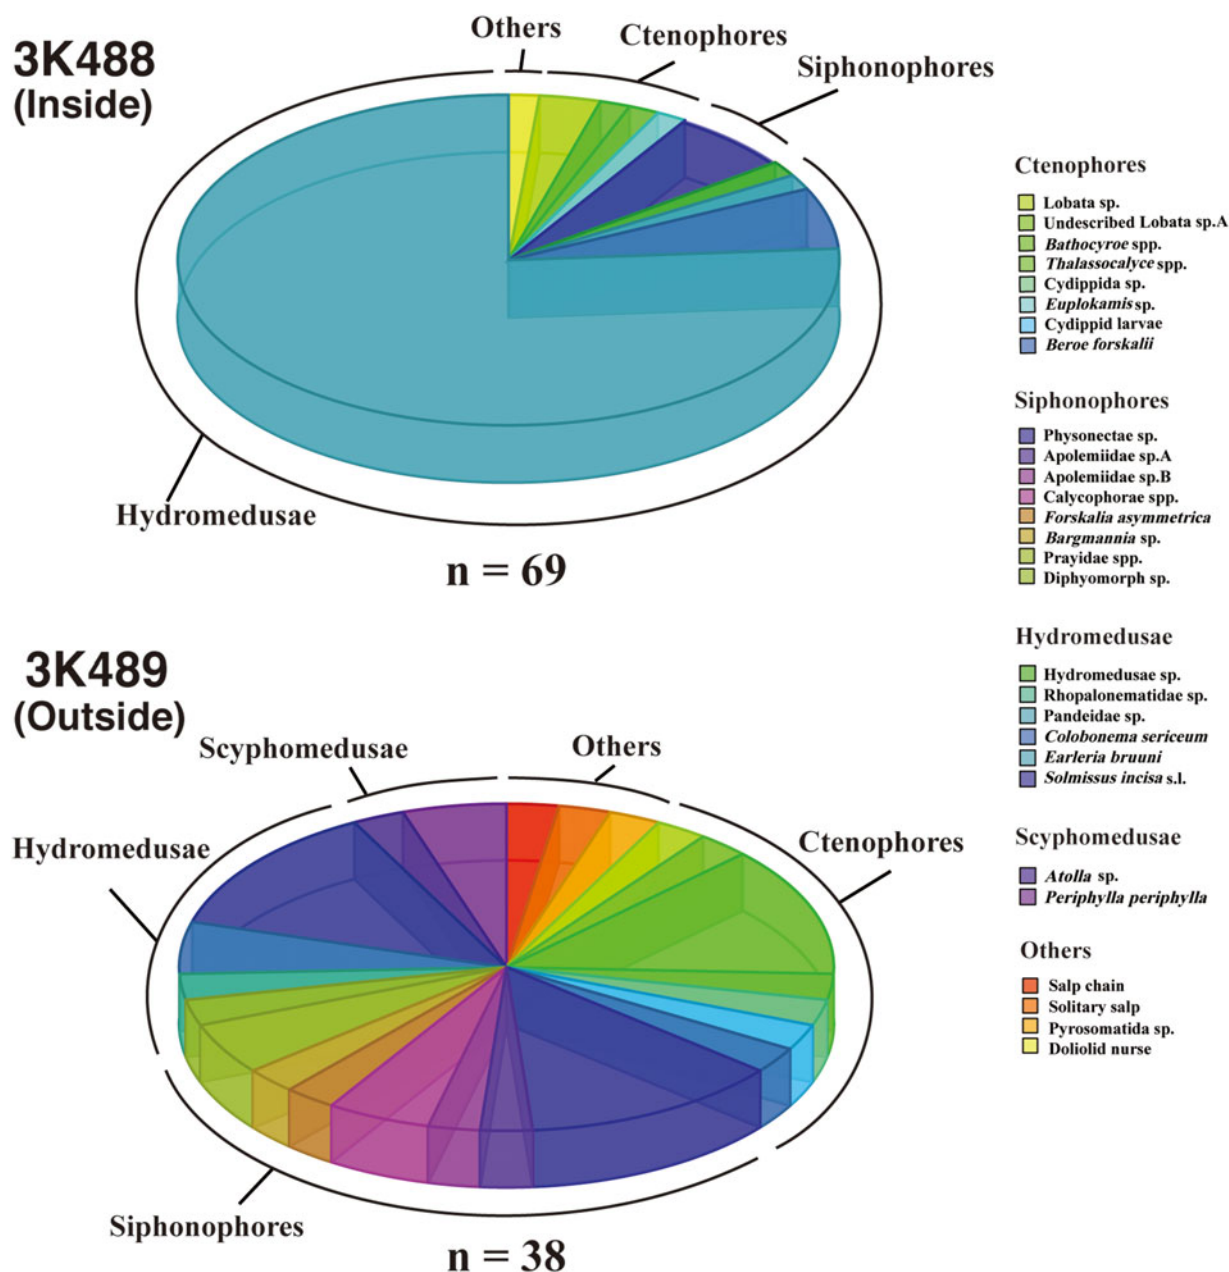 3K488
(Inside)
Others
Ctenophores
Siphonophores
Hydromedusae
n = 69
3K489
(Outside)
Scyphomedusae
Others
Hydromedusae
Ctenophores
Siphonophores
n = 38
Ctenophores
Lobata sp.
Undescribed Lobata sp.A
Bathocyroe spp.
Thalassocalyce spp.
Cydippida sp.
Euplokamis sp.
Cydippid larvae
Beroe forskalii
Siphonophores
Physonectae sp.
Apolemiidae sp.A
Apolemiidae sp.B
Calycophorae spp.
Forskalia asymmetrica
Bargmannia sp.
Prayidae spp.
Diphyomorph sp.
Hydromedusae
Hydromedusae sp.
Rhopalonematidae sp.
Pandeidae sp.
Colobonema sericeum
Earleria bruuni
Solmissus incisa s.l.
Scyphomedusae
Atolla sp.
Periphylla periphylla
Others
Salp chain
Solitary salp
Pyrosomatida sp.
Doliolid nurse